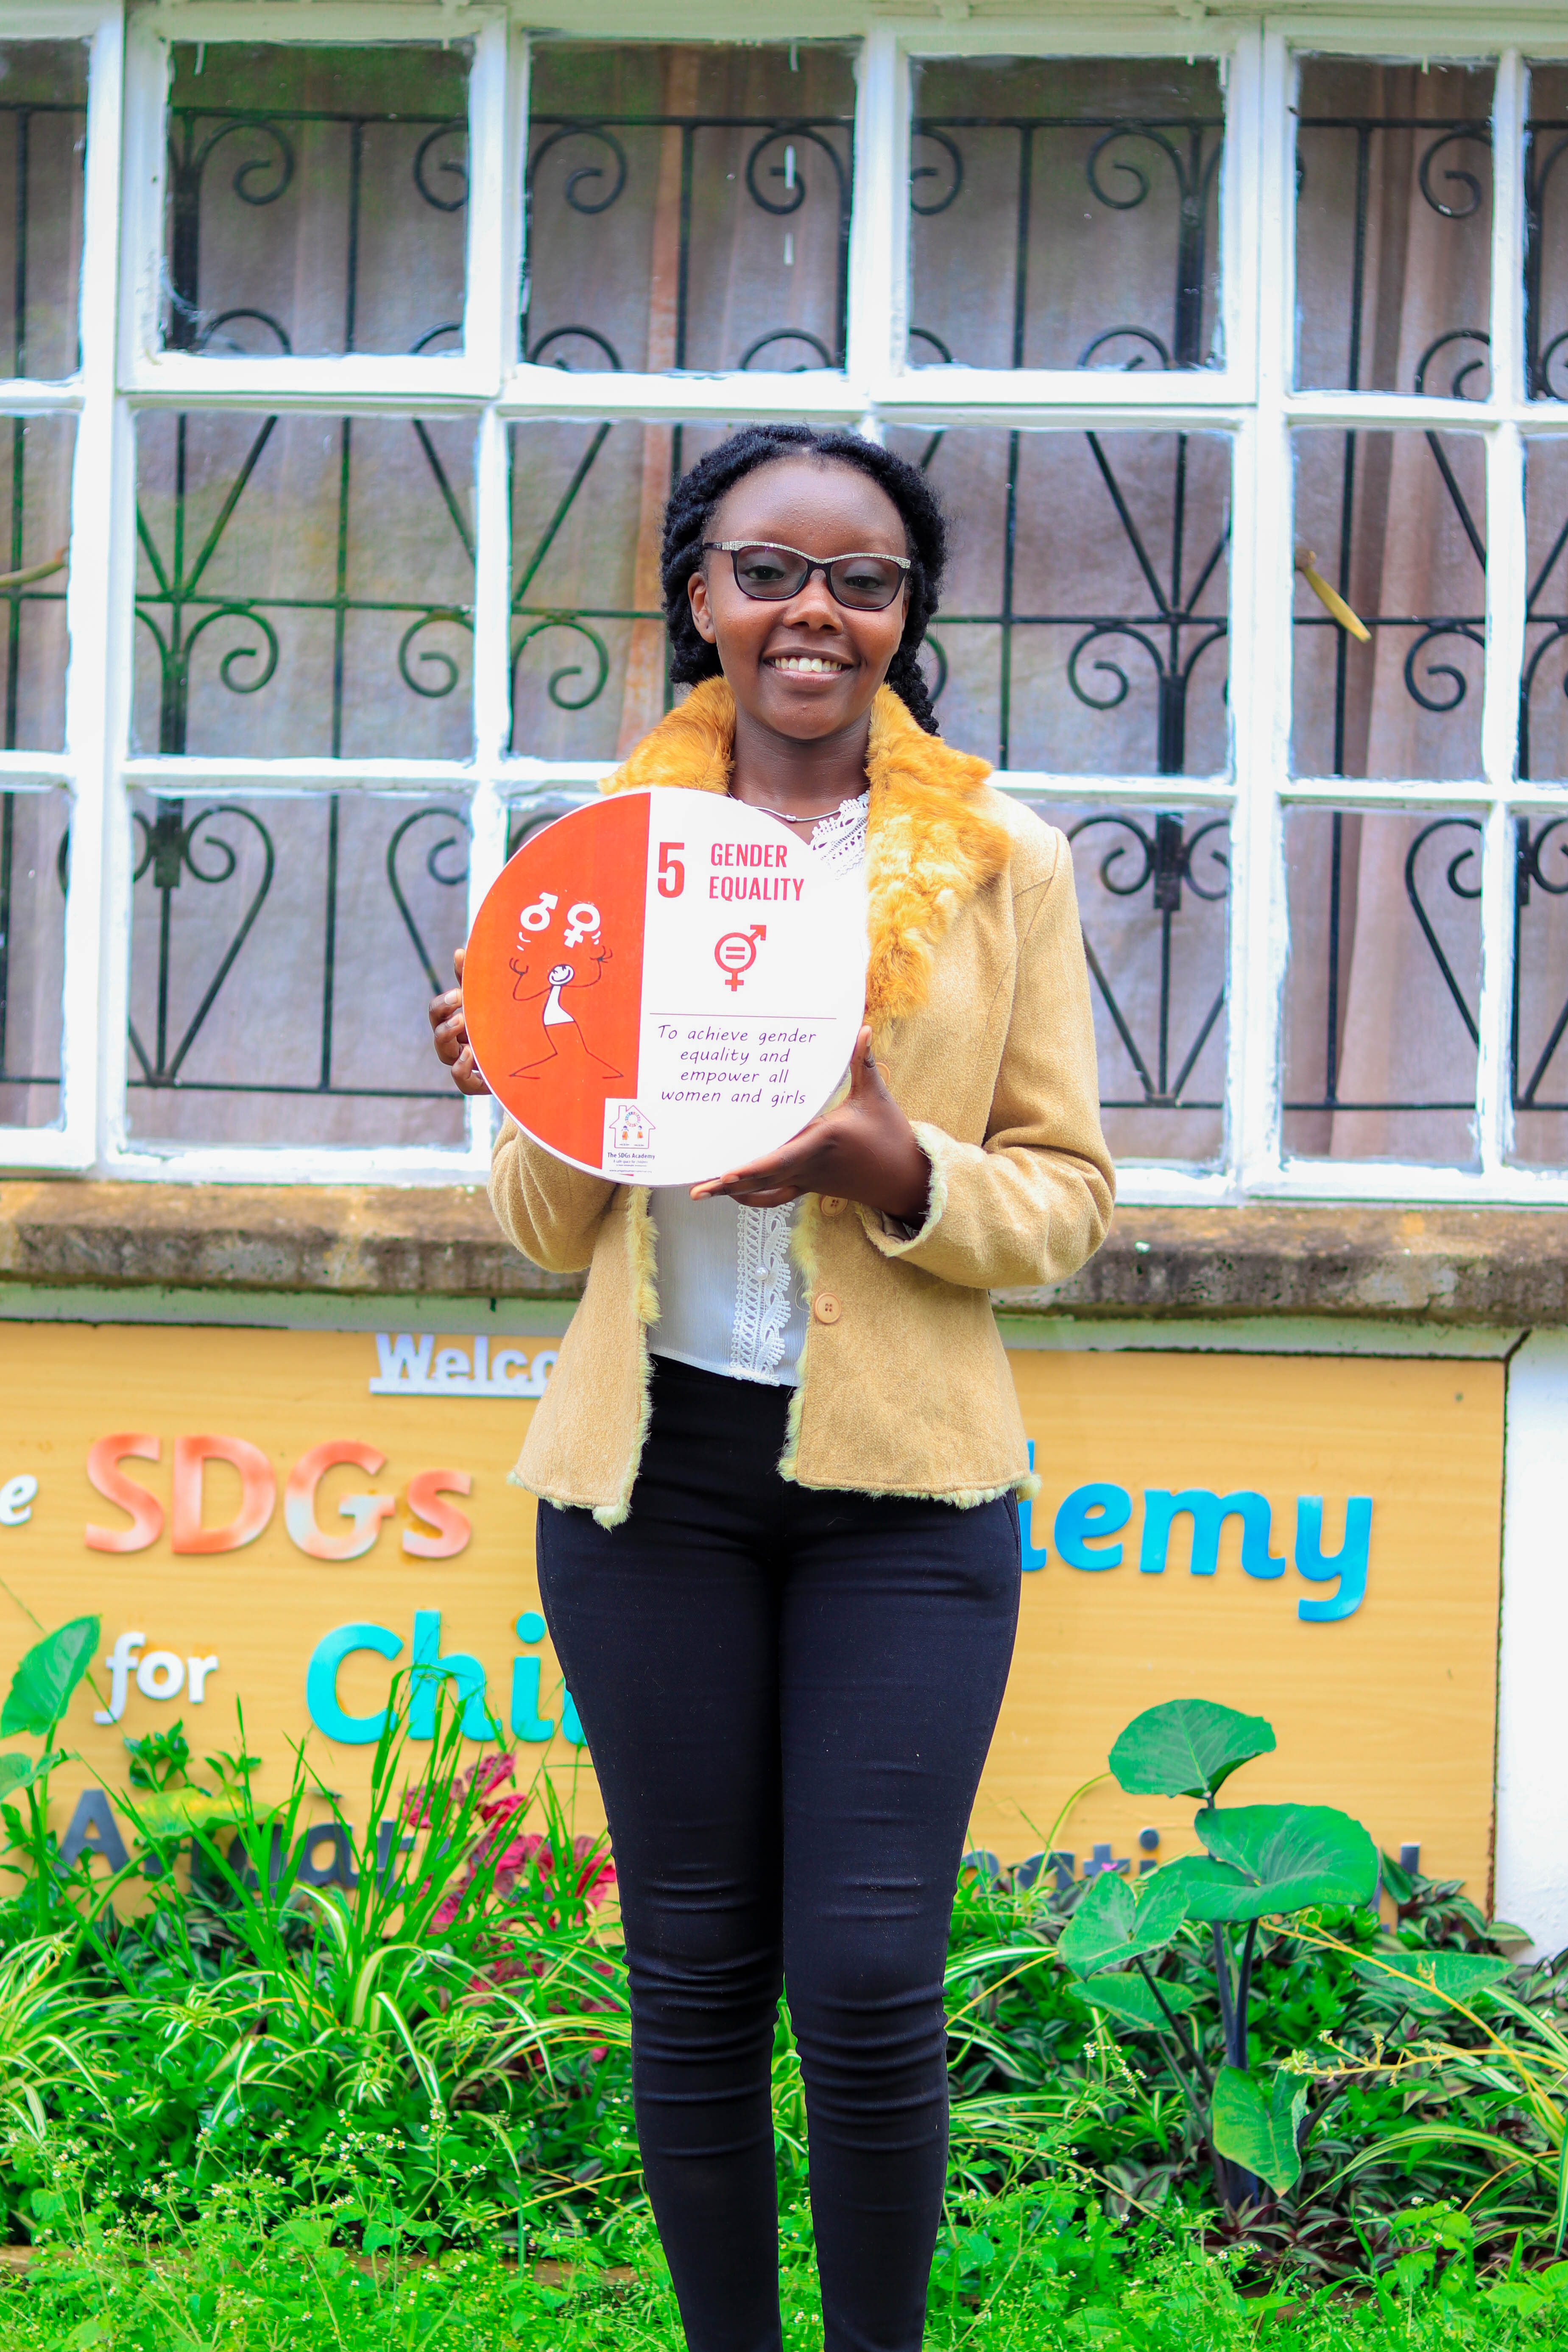 5 GENDER
EQUALITY
To achieve gender
equality and
empower all
women and girls
The SDGs Academy
Welco
e SDGs
emy
for Chi